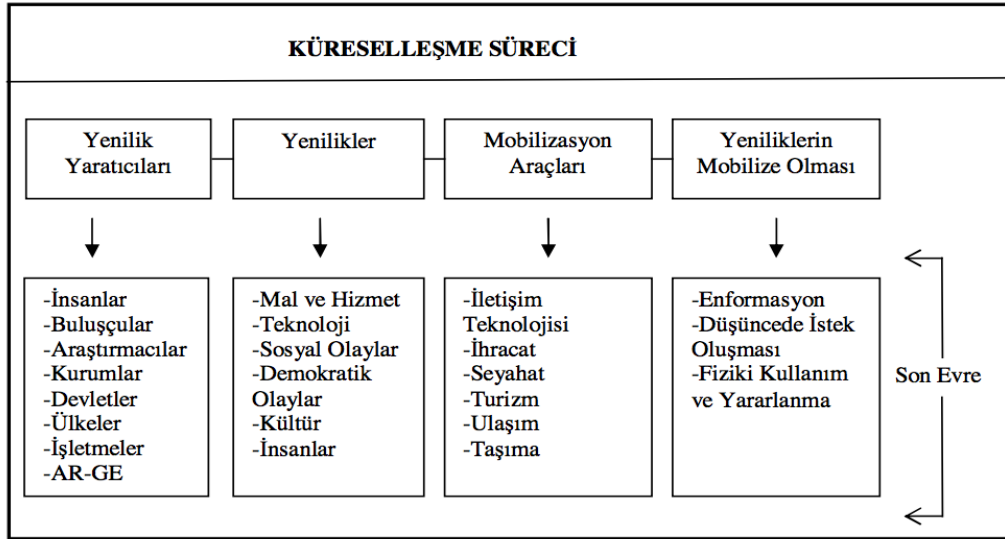 KÜRESELLEŞME SÜRECİ
Yenilik
Yaratıcıları
Yenilikler
Mobilizasyon
Araçları
Yeniliklerin
Mobilize Olması
-İnsanlar
-Buluşçular
-Araştırmacılar
-Kurumlar
-Devletler
-Ülkeler
-İşletmeler
-AR-GE
-Mal ve Hizmet
-Teknoloji
-Sosyal Olaylar
-Demokratik
Olaylar
-Kültür
-İnsanlar
-İletişim
Teknolojisi
-İhracat
-Seyahat
-Turizm
-Ulaşım
-Taşıma
-Enformasyon
-Düşüncede İstek
Oluşması
-Fiziki Kullanım
ve Yararlanma
Son Evre